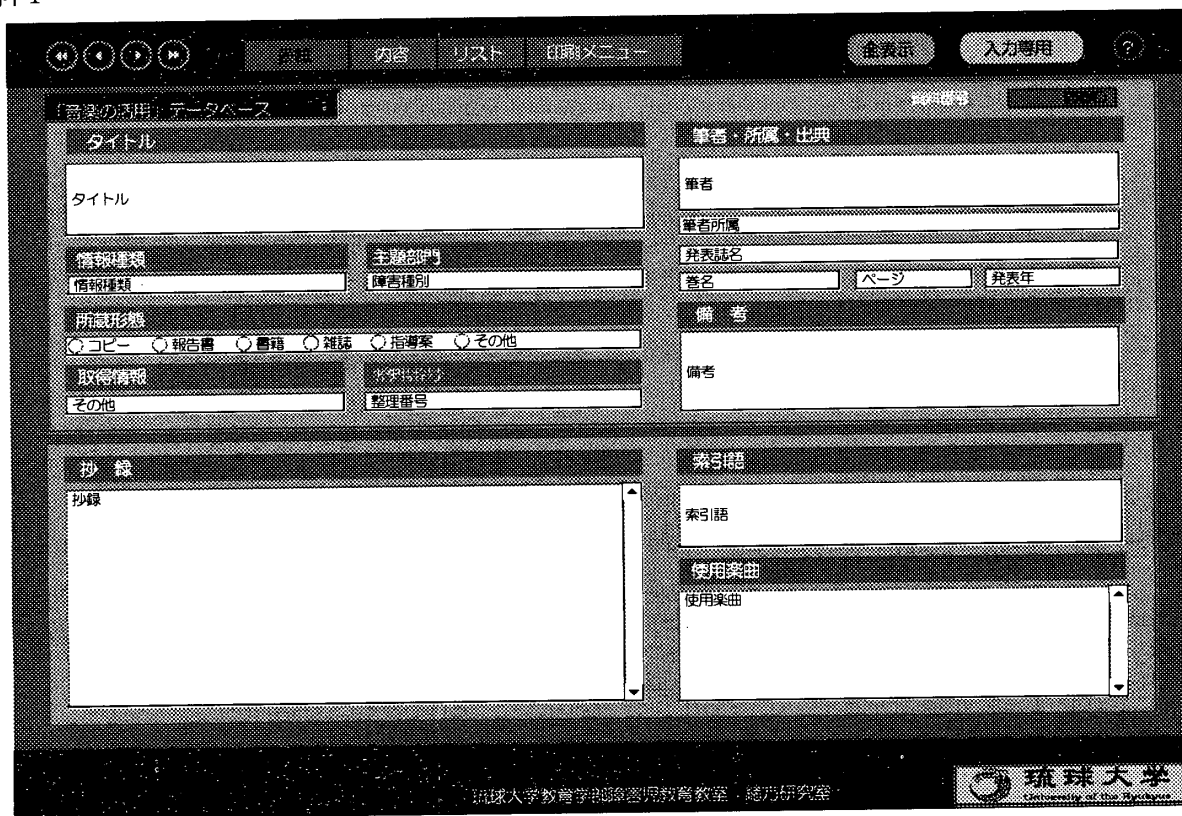 内容 リスト 印刷メニュー 全表示 入力専用 ?
「音楽の活用」データベース
タイトル
タイトル
筆者・所属・出典
筆者
筆者所属
発表誌名
巻名 ページ 発表年
情報種類 主題部門
情報種類 障害種別
所蔵形態
コピー 報告書 書籍 雑誌 指導案 その他
取得情報
その他 整理番号
備 考
備考
抄 録
抄録
索引語
索引語
使用楽曲
使用楽曲
琉球大学教育学部障害児教育教室 研究室
琉球大学
University of the Ryukyus